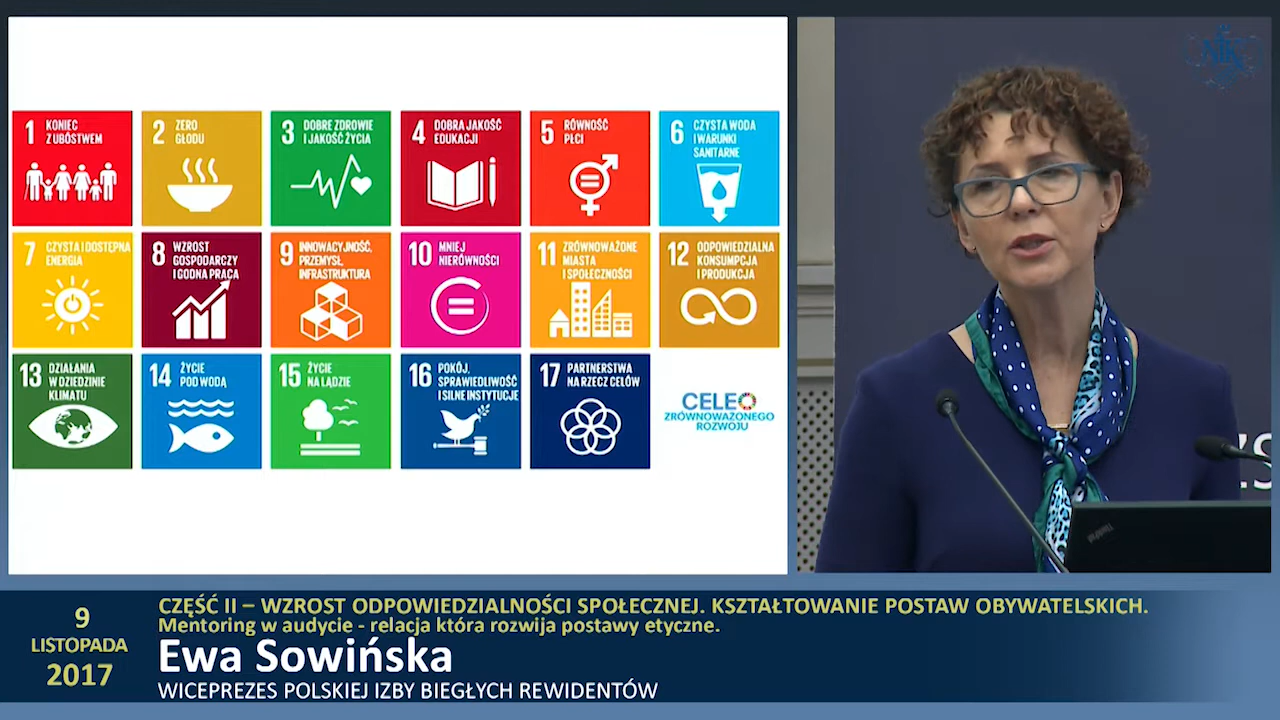 1 KONIEC
Z UBÓSTWEM
2 ZERO
GŁODU
3 DOBRE ZDROWIE
I JAKOŚĆ ŻYCIA
4 DOBRA JAKOŚĆ
EDUKACJI
5 RÓWNOŚĆ
PŁCI
6 CZYSTA WODA
I WARUNKI
SANITARNE
7 CZYSTA I DOSTĘPNA
ENERGIA
8 WZROST
GOSPODARCZY
I GODNA PRACA
9 INNOWACYJNOŚĆ,
PRZEMYSŁ,
INFRASTRUKTURA
10 MNIEJ
NIERÓWNOŚCI
11 ZRÓWNOWAŻONE
MIASTA
I SPOŁECZNOŚCI
12 ODPOWIEDZIALNA
KONSUMPCJA
I PRODUKCJA
13 DZIAŁANIA
W DZIEDZINIE
KLIMATU
14 ŻYCIE
POD WODĄ
15 ŻYCIE
NA LĄDZIE
16 POKÓJ,
SPRAWIEDLIWOŚĆ
I SILNE INSTYTUCJE
17 PARTNERSTWA
NA RZECZ CELÓW
CELE
ZRÓWNOWAŻONEGO
ROZWOJU
NIK
ThinkPad
9
LISTOPADA
2017
CZĘŚĆ II – WZROST ODPOWIEDZIALNOŚCI SPOŁECZNEJ. KSZTAŁTOWANIE POSTAW OBYWATELSKICH.
Mentoring w audycie - relacja która rozwija postawy etyczne.
Ewa Sowińska
WICEPREZES POLSKIEJ IZBY BIEGŁYCH REWIDENTÓW